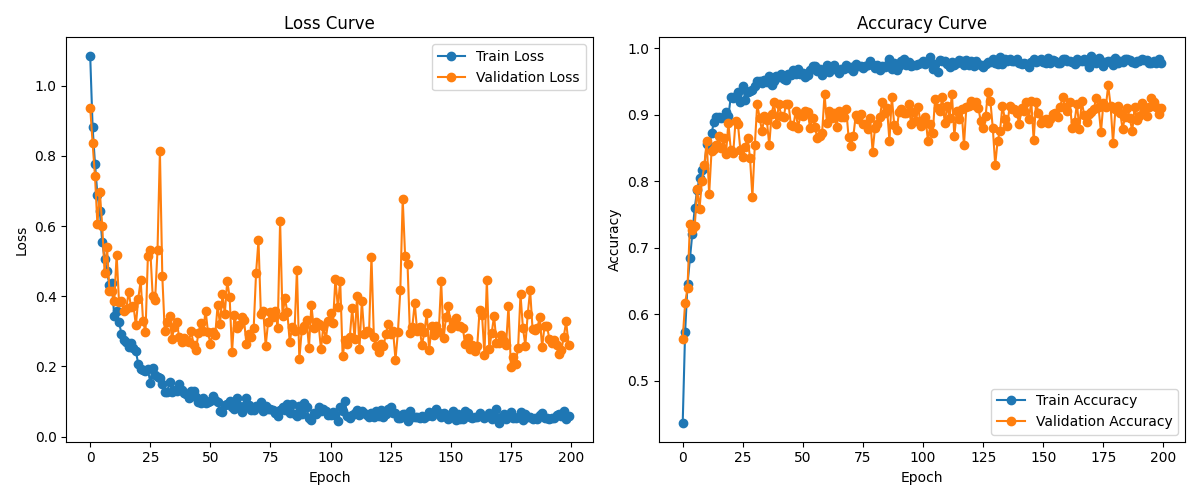 Loss Curve
Loss
1.0
0.8
0.6
0.4
0.2
0.0
Train Loss
Validation Loss
0 25 50 75 100 125 150 175 200
Epoch
Accuracy Curve
Accuracy
1.0
0.9
0.8
0.7
0.6
0.5
Train Accuracy
Validation Accuracy
0 25 50 75 100 125 150 175 200
Epoch